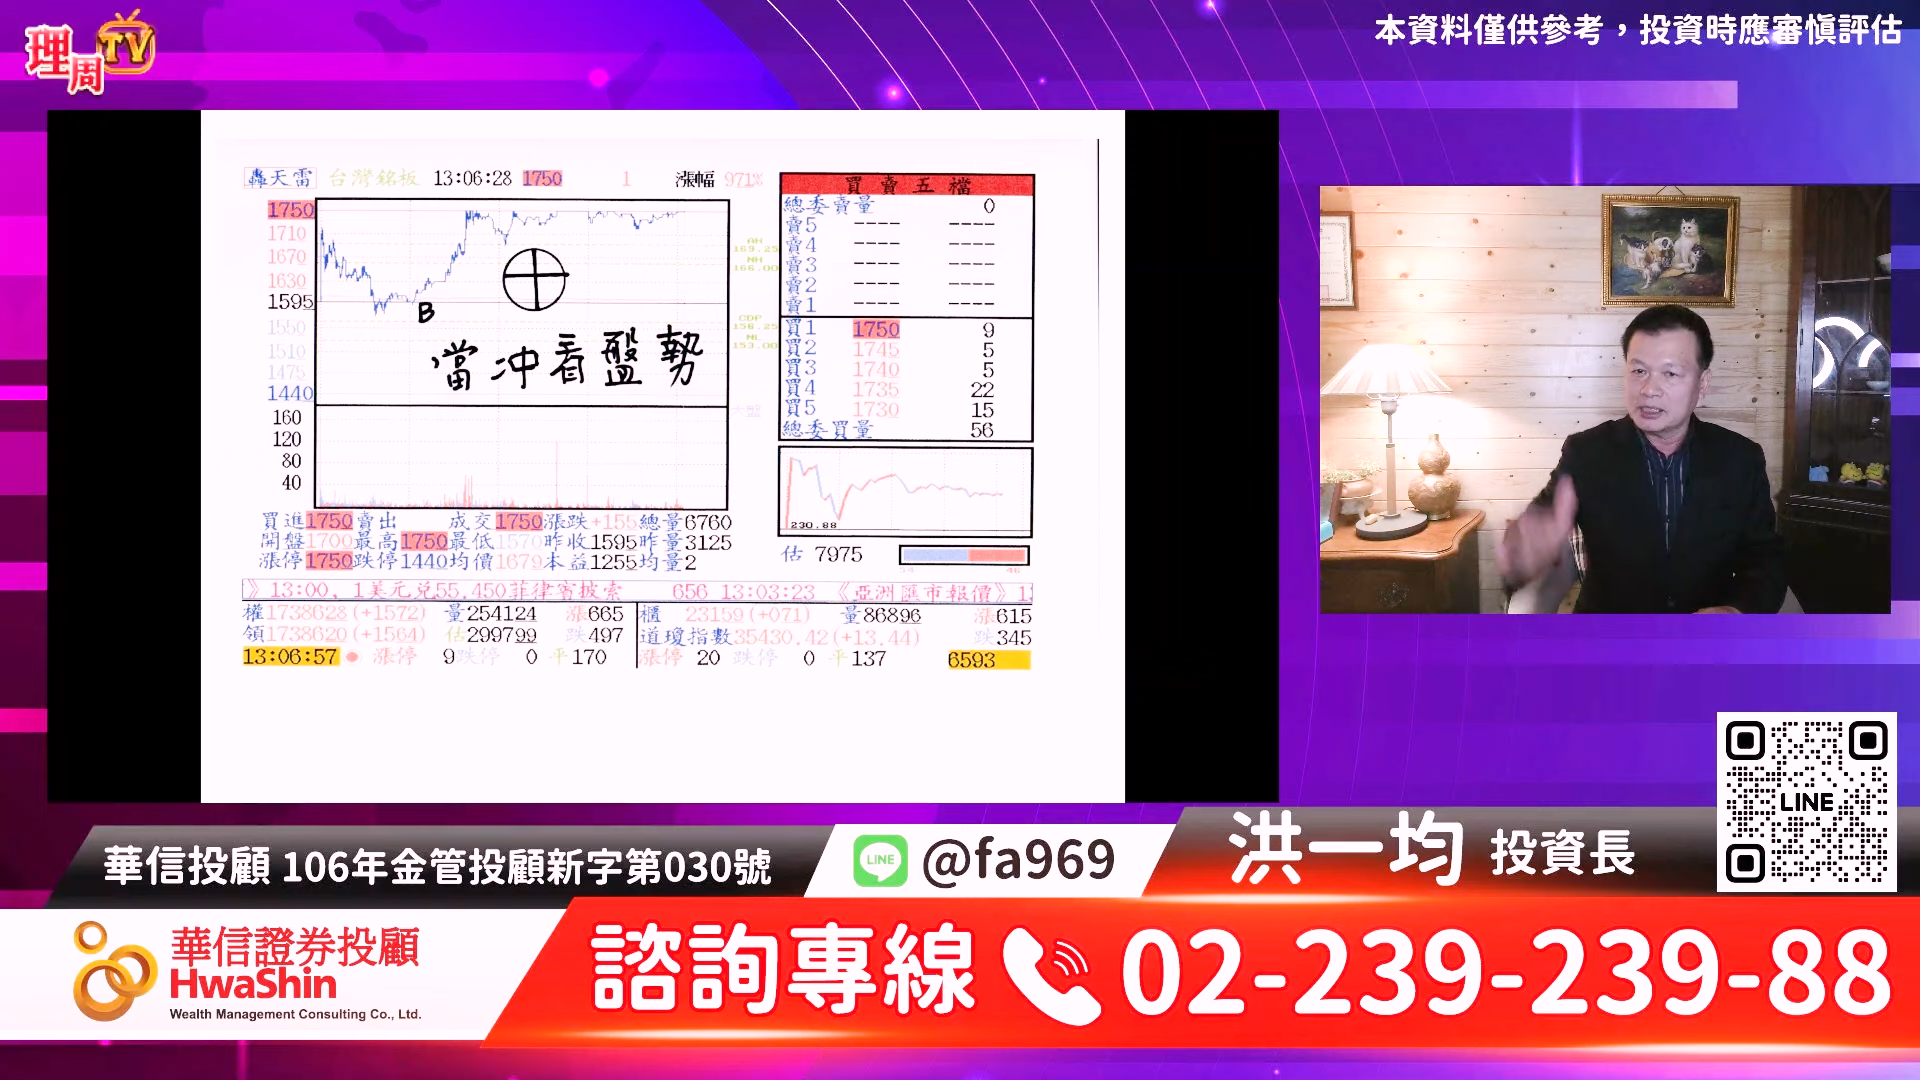 理周TV
本資料僅供參考，投資時應審慎評估
轟天雷 台灣銘板 13:06:28 1750 1 漲幅 971%
1750
1710
1670
1630
1595
1550
1510
1475
1440
160
120
80
40
B
當沖看盤勢
AH
169.25
NH
166.00
CDP
156.25
NL
153.00
買賣五檔
總委賣量 0
賣5 ---- ----
賣4 ---- ----
賣3 ---- ----
賣2 ---- ----
賣1 ---- ----
買1 1750 9
買2 1745 5
買3 1740 5
買4 1735 22
買5 1730 15
總委買量 56
230.88
估 7975
54 46
買進1750賣出 成交1750漲跌+155總量6760
開盤1700最高1750最低1570昨收1595昨量3125
漲停1750跌停1440均價1679本益1255均量2
》13:00、1美元兌55.450菲律賓披索 656 13:03:23 《亞洲匯市報價》13
權1738628(+1572) 量254124 漲665 櫃 23159(+071) 量86896 漲615
領1738620(+1564) 估299799 跌497 道瓊指數35430.42(+13.44) 跌345
13:06:57 漲停 9跌停 0 平170 漲停 20 跌停 0 平137 6593
LINE
華信投顧 106年金管投顧新字第030號
LINE @fa969
洪一均 投資長
華信證券投顧
HwaShin
Wealth Management Consulting Co., Ltd.
諮詢專線 02-239-239-88